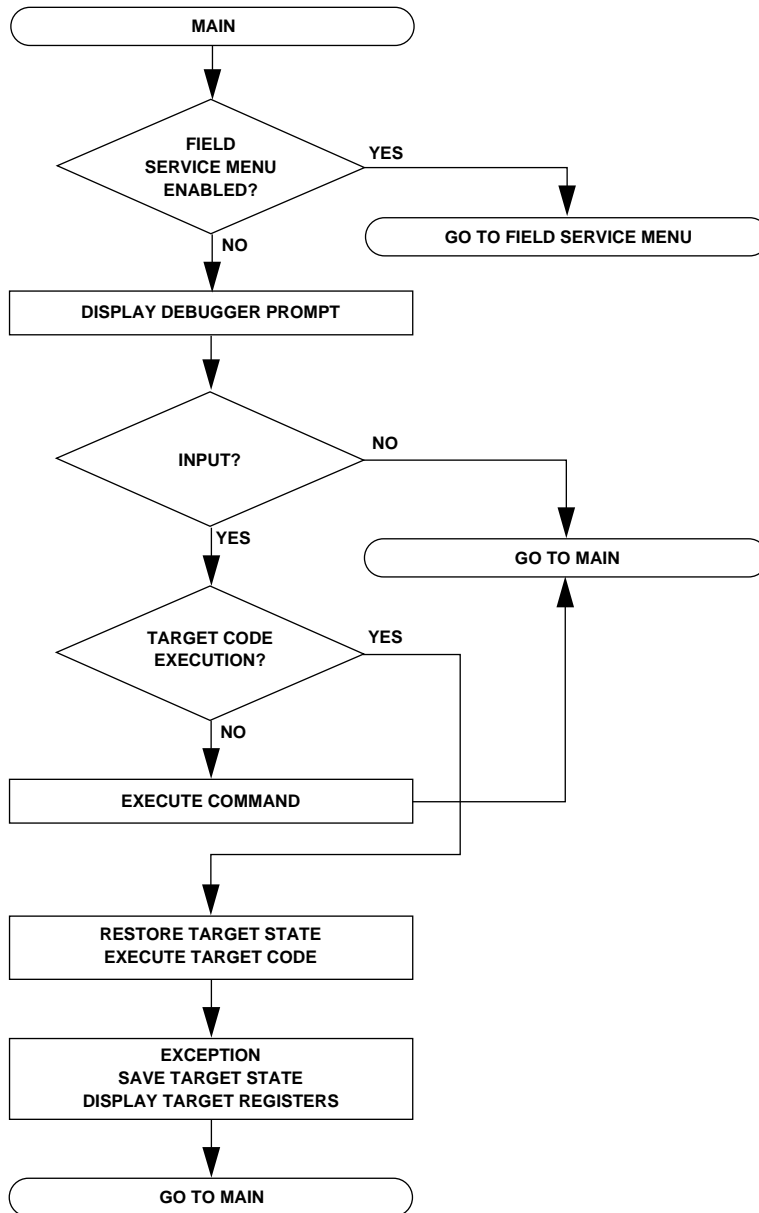 MAIN
FIELD
SERVICE MENU
ENABLED?
YES
GO TO FIELD SERVICE MENU
NO
DISPLAY DEBUGGER PROMPT
INPUT?
NO
YES
GO TO MAIN
TARGET CODE
EXECUTION?
YES
NO
EXECUTE COMMAND
RESTORE TARGET STATE
EXECUTE TARGET CODE
EXCEPTION
SAVE TARGET STATE
DISPLAY TARGET REGISTERS
GO TO MAIN